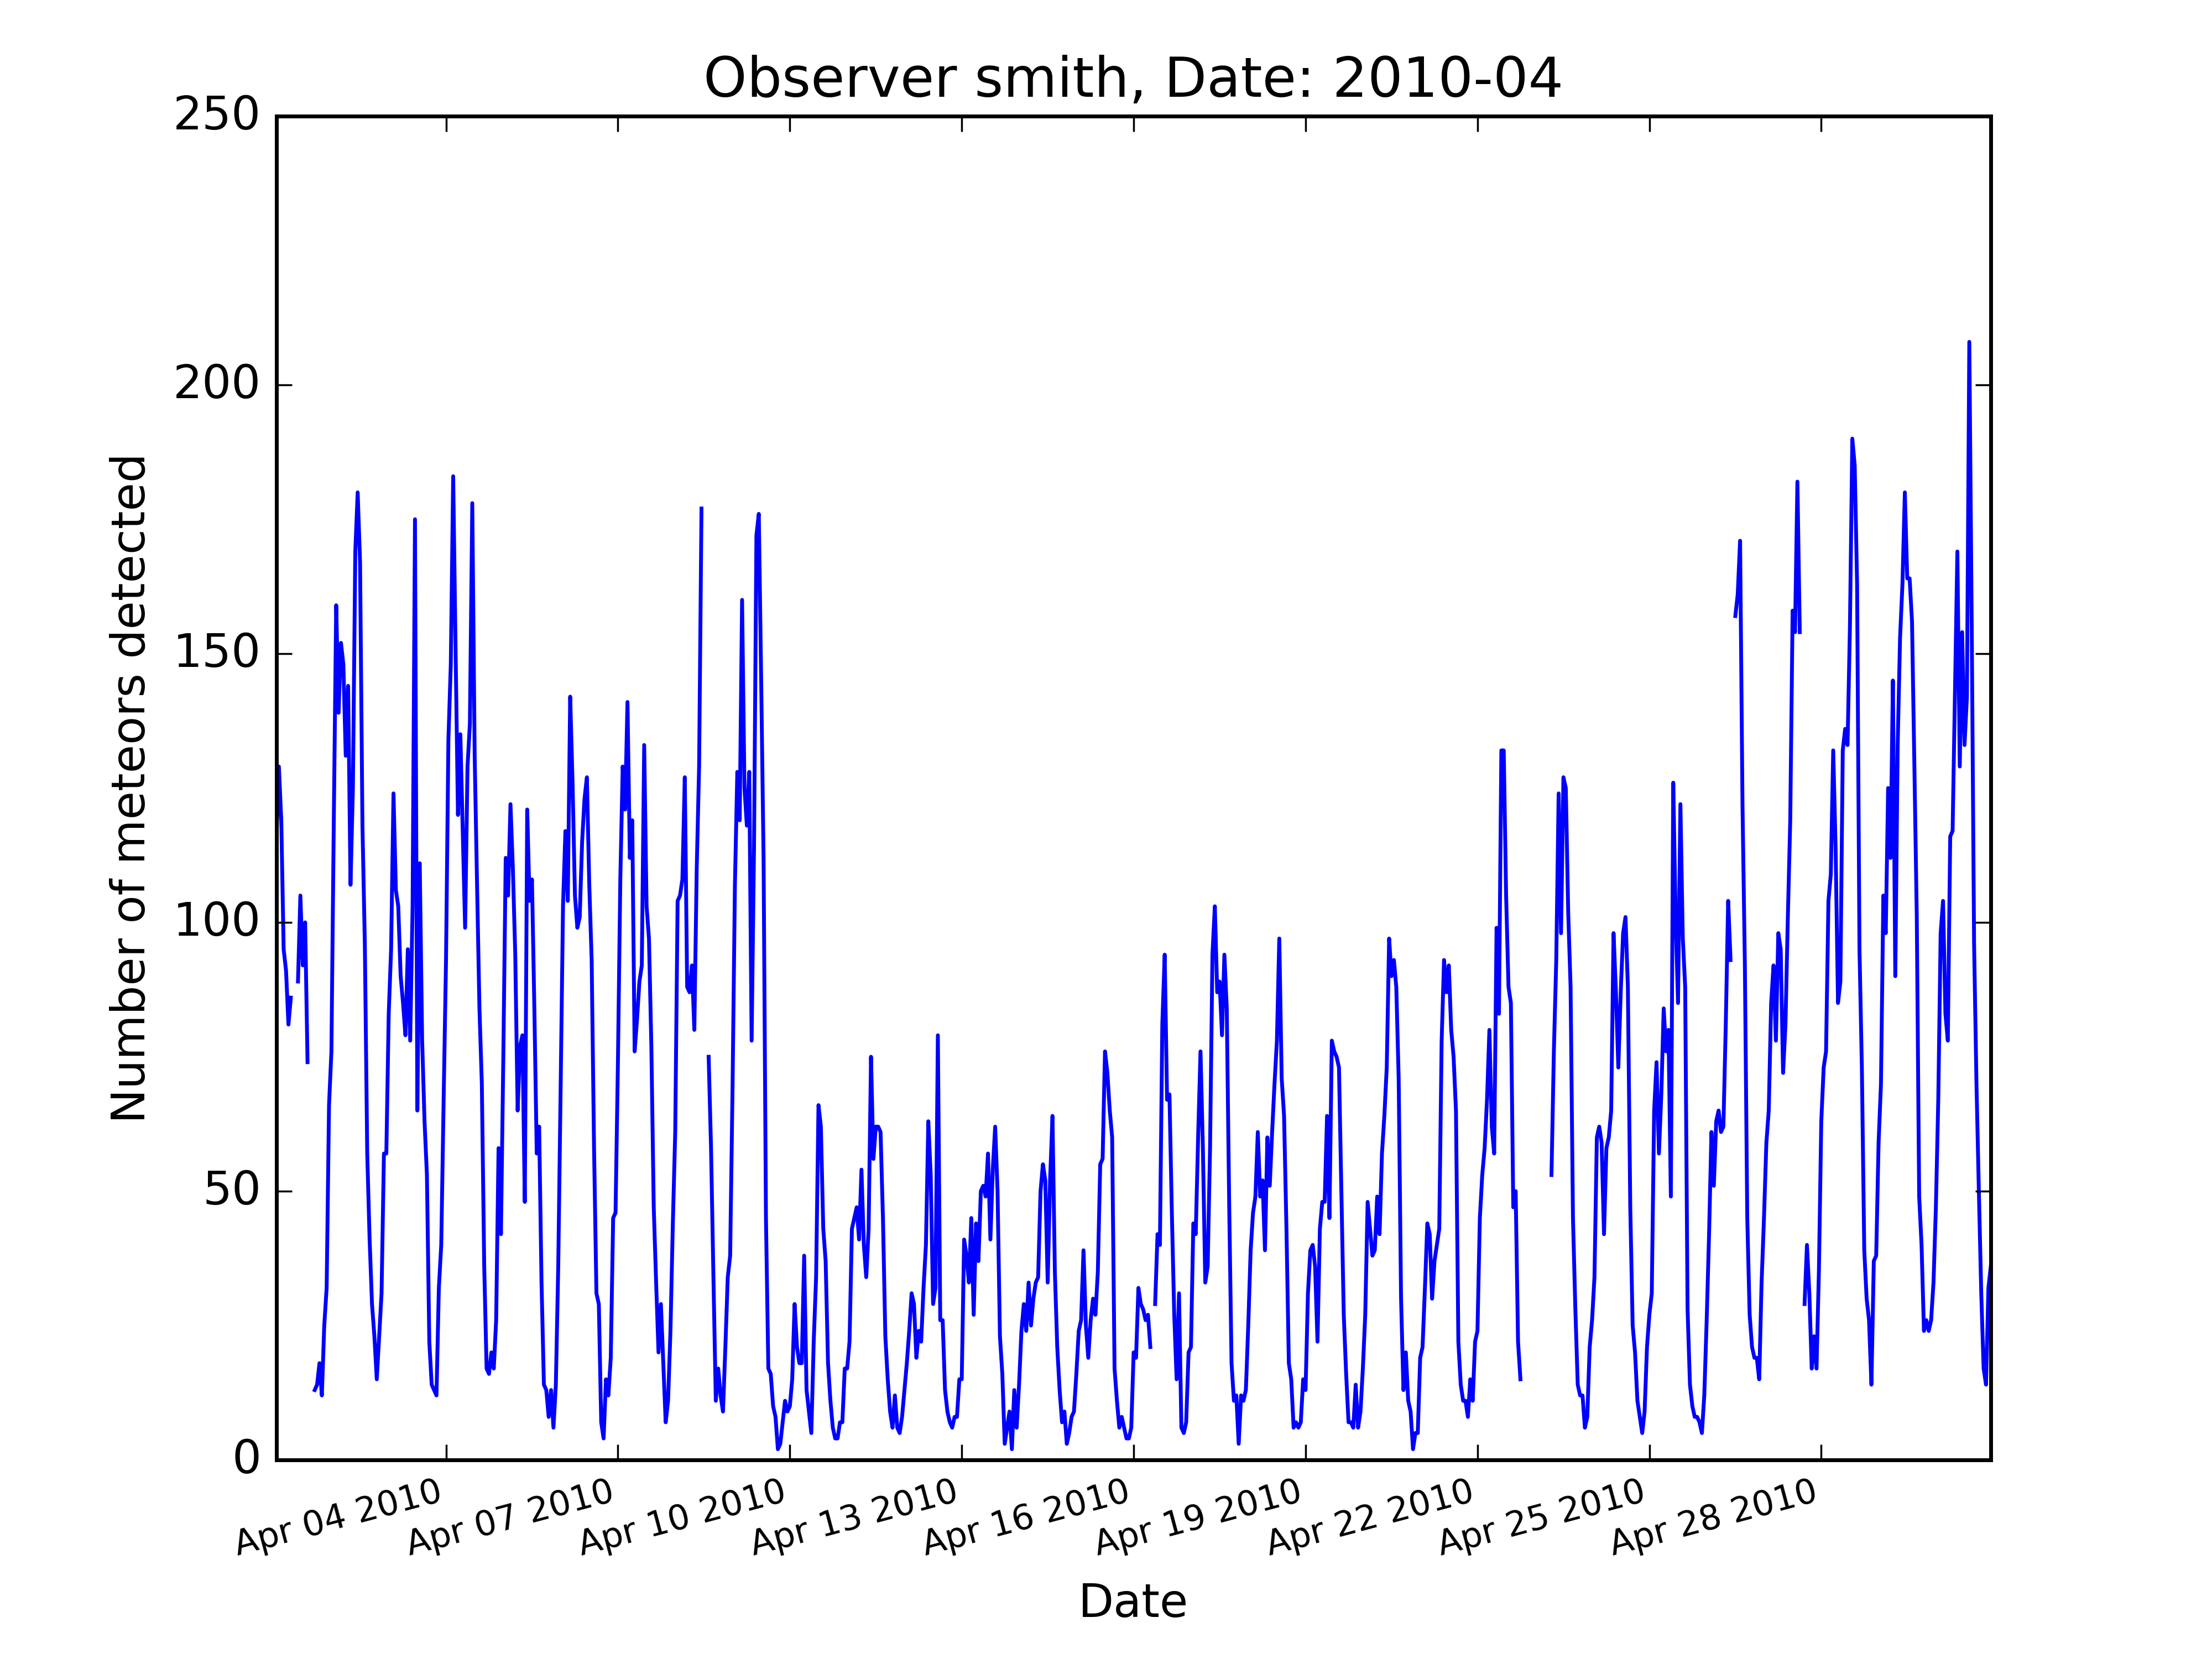 Observer smith, Date: 2010-04
250
200
150
100
50
0
Number of meteors detected
Apr 04 2010
Apr 07 2010
Apr 10 2010
Apr 13 2010
Apr 16 2010
Apr 19 2010
Apr 22 2010
Apr 25 2010
Apr 28 2010
Date